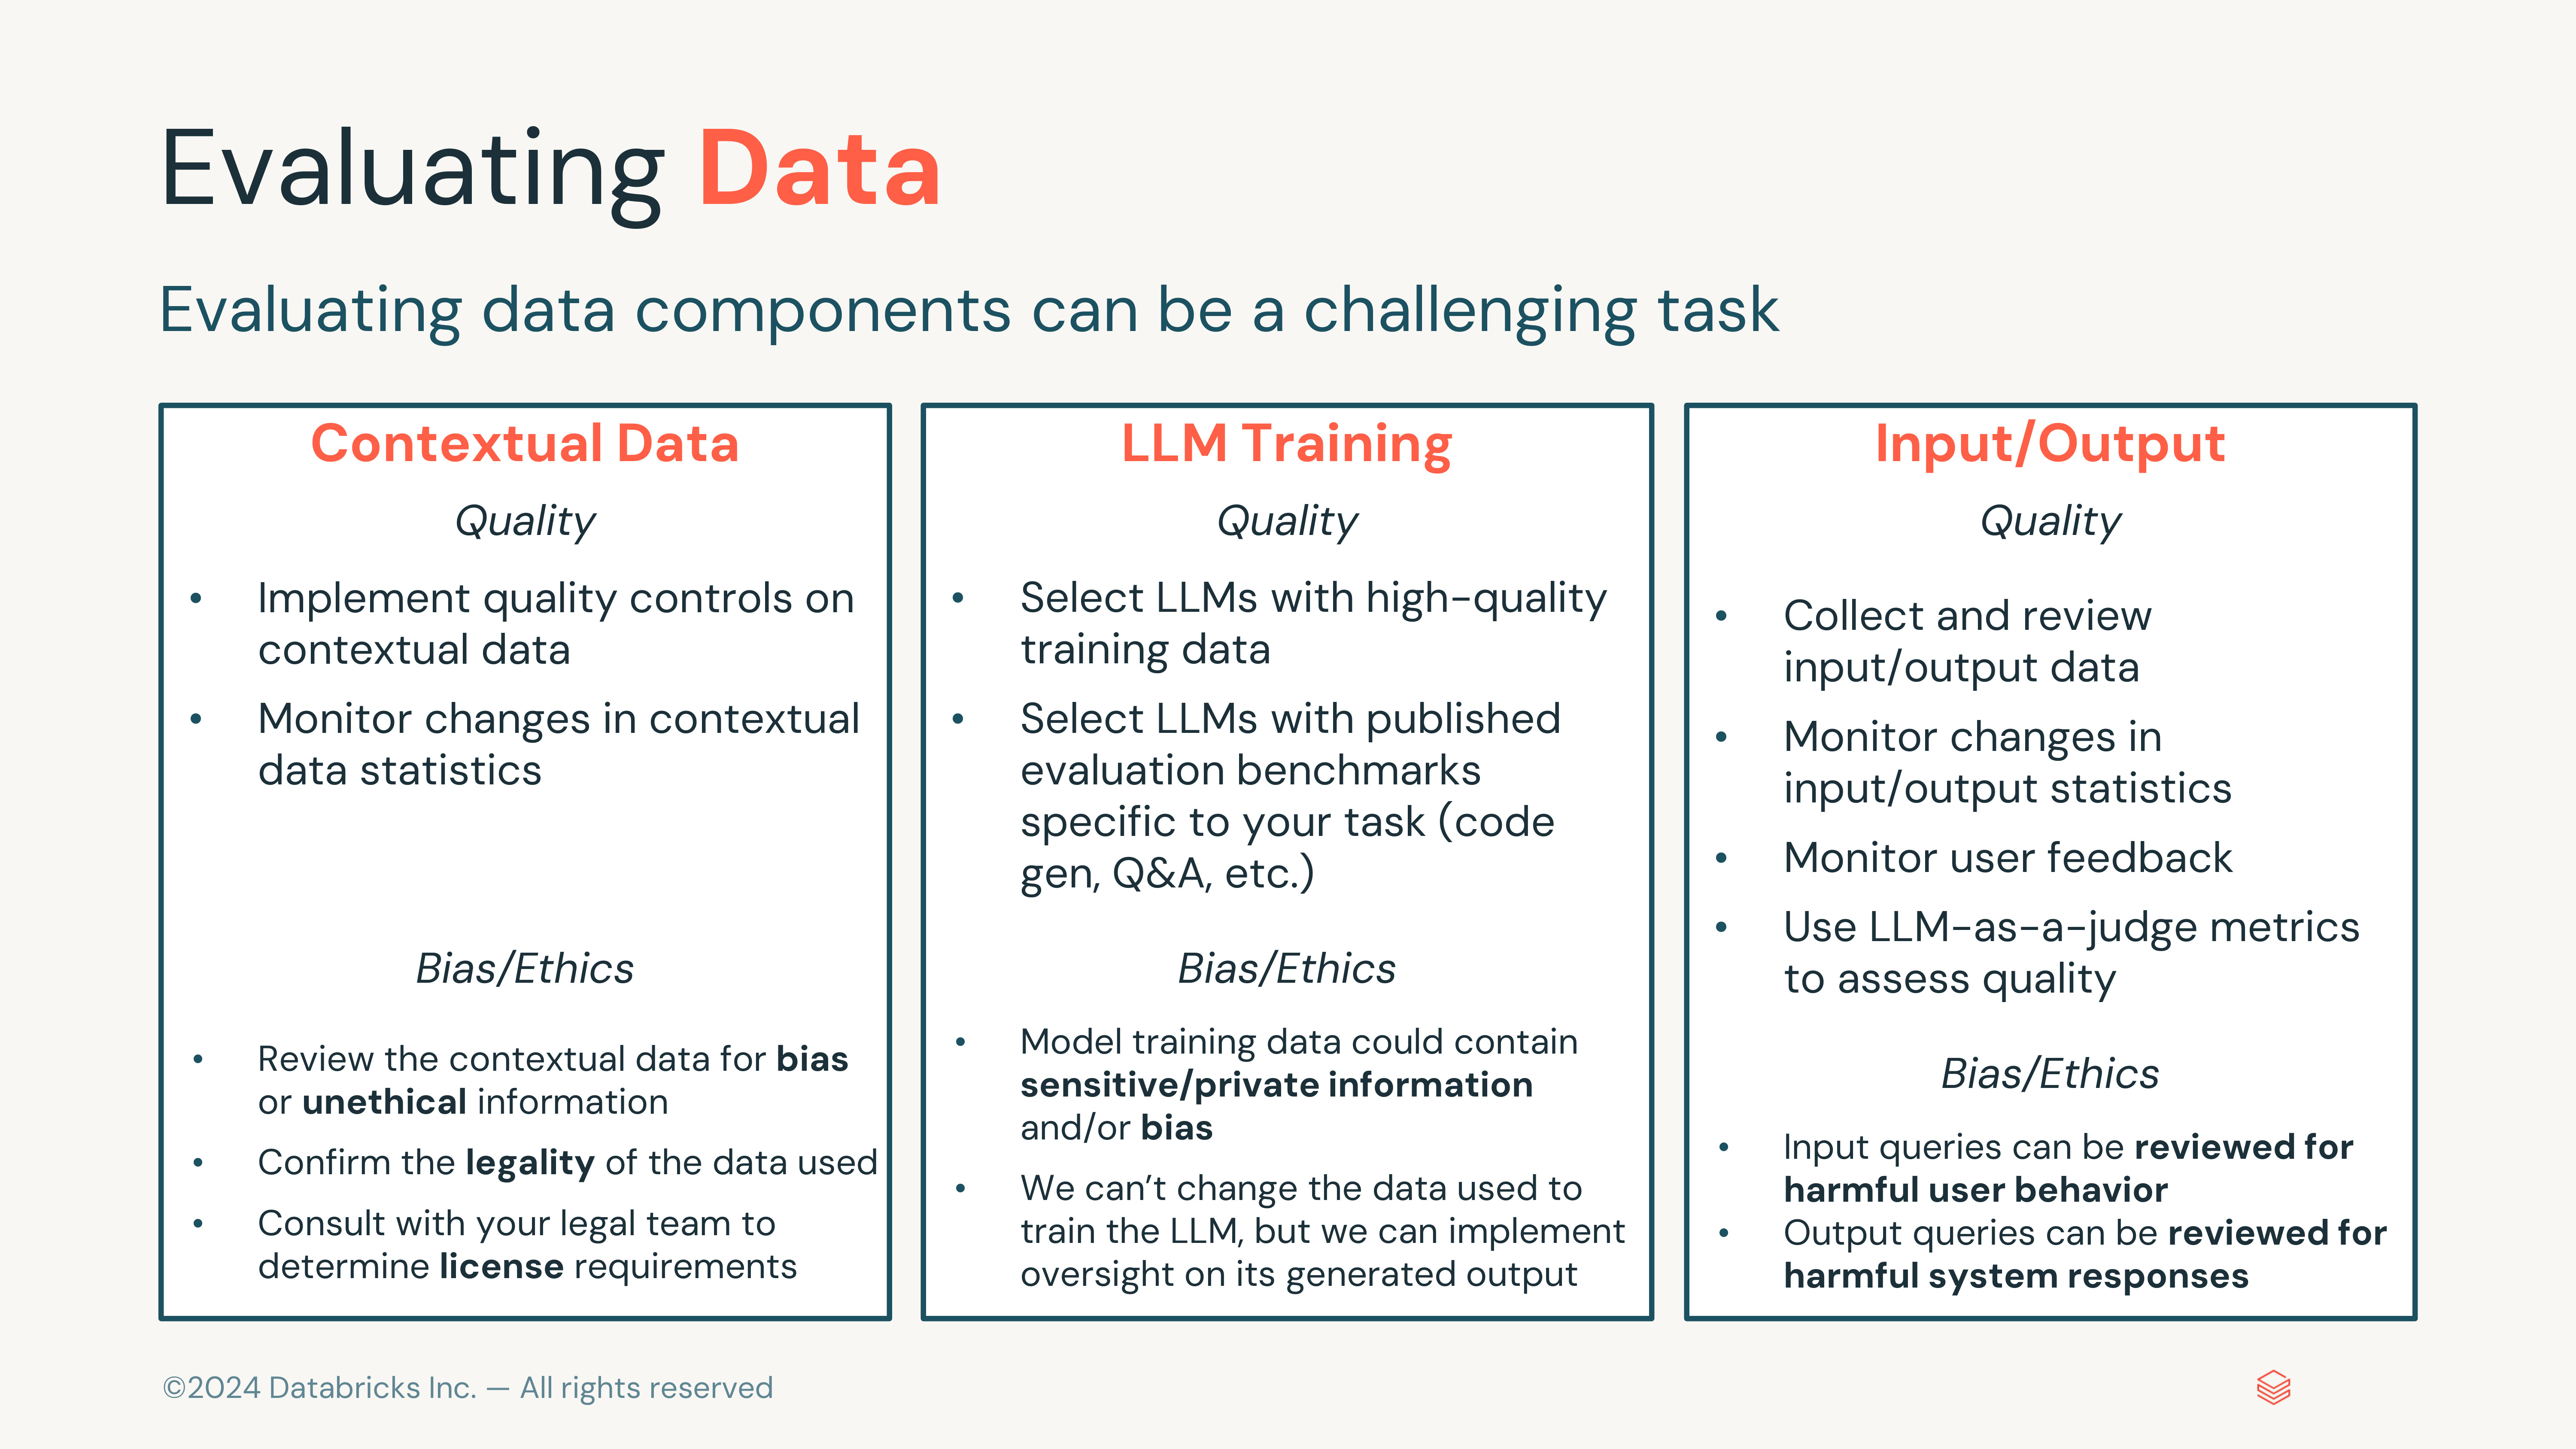 Evaluating Data
Evaluating data components can be a challenging task
Contextual Data
Quality
• Implement quality controls on
contextual data
• Monitor changes in contextual
data statistics
Bias/Ethics
• Review the contextual data for bias
or unethical information
• Confirm the legality of the data used
• Consult with your legal team to
determine license requirements
LLM Training
Quality
• Select LLMs with high-quality
training data
• Select LLMs with published
evaluation benchmarks
specific to your task (code
gen, Q&A, etc.)
Bias/Ethics
• Model training data could contain
sensitive/private information
and/or bias
• We can’t change the data used to
train the LLM, but we can implement
oversight on its generated output
Input/Output
Quality
• Collect and review
input/output data
• Monitor changes in
input/output statistics
• Monitor user feedback
• Use LLM-as-a-judge metrics
to assess quality
Bias/Ethics
• Input queries can be reviewed for
harmful user behavior
• Output queries can be reviewed for
harmful system responses
©2024 Databricks Inc. — All rights reserved